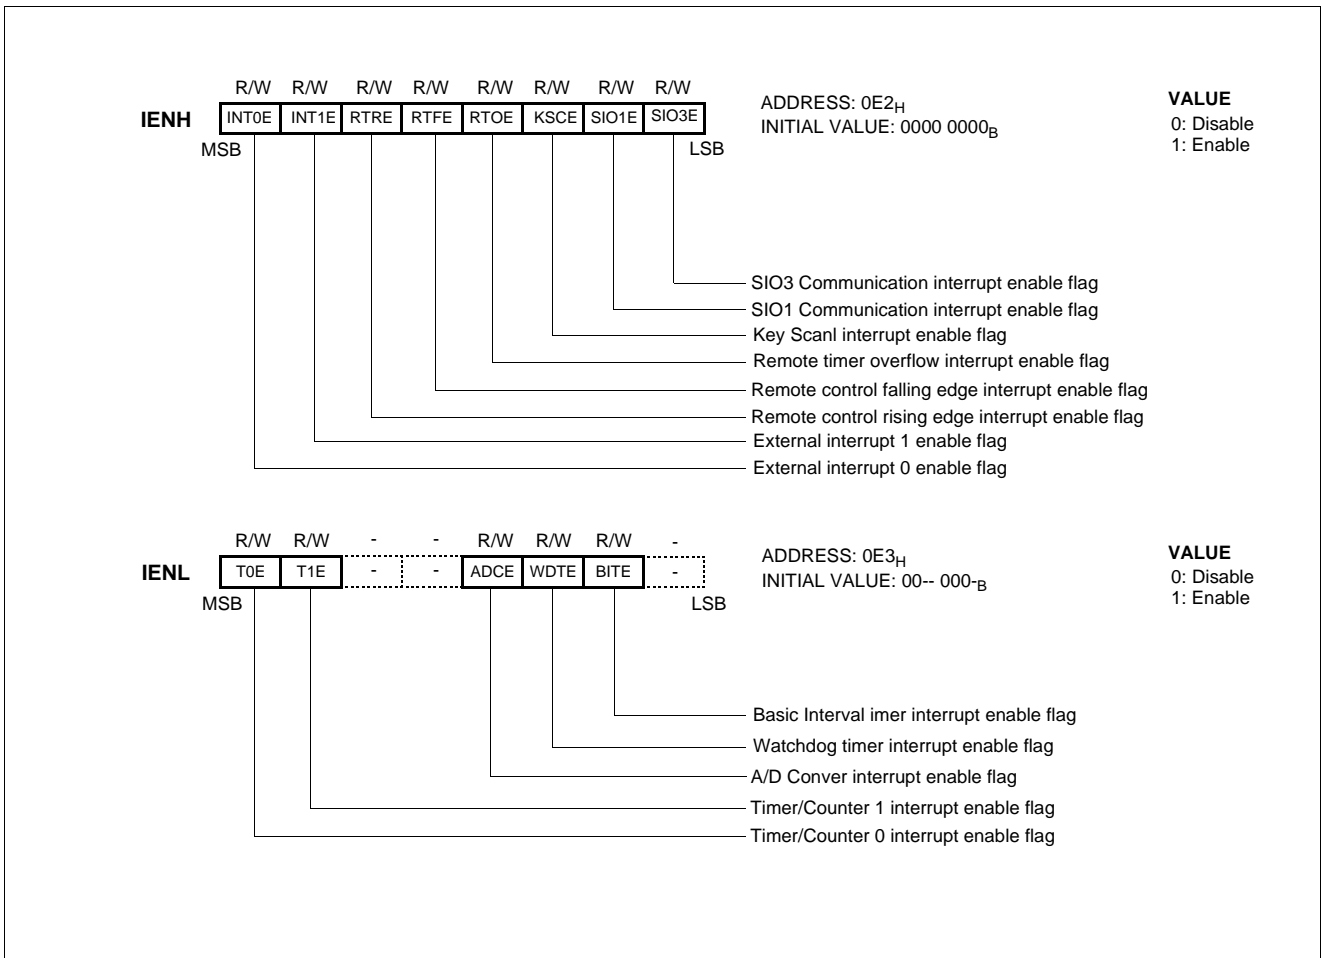 R/W R/W R/W R/W R/W R/W R/W R/W
IENH INT0E INT1E RTRE RTFE RTOE KSCE SIO1E SIO3E
MSB LSB
ADDRESS: 0E2H
INITIAL VALUE: 0000 0000B
VALUE
0: Disable
1: Enable
SIO3 Communication interrupt enable flag
SIO1 Communication interrupt enable flag
Key Scanl interrupt enable flag
Remote timer overflow interrupt enable flag
Remote control falling edge interrupt enable flag
Remote control rising edge interrupt enable flag
External interrupt 1 enable flag
External interrupt 0 enable flag
R/W R/W - - R/W R/W R/W -
IENL T0E T1E - - ADCE WDTE BITE -
MSB LSB
ADDRESS: 0E3H
INITIAL VALUE: 00-- 000-B
VALUE
0: Disable
1: Enable
Basic Interval imer interrupt enable flag
Watchdog timer interrupt enable flag
A/D Conver interrupt enable flag
Timer/Counter 1 interrupt enable flag
Timer/Counter 0 interrupt enable flag